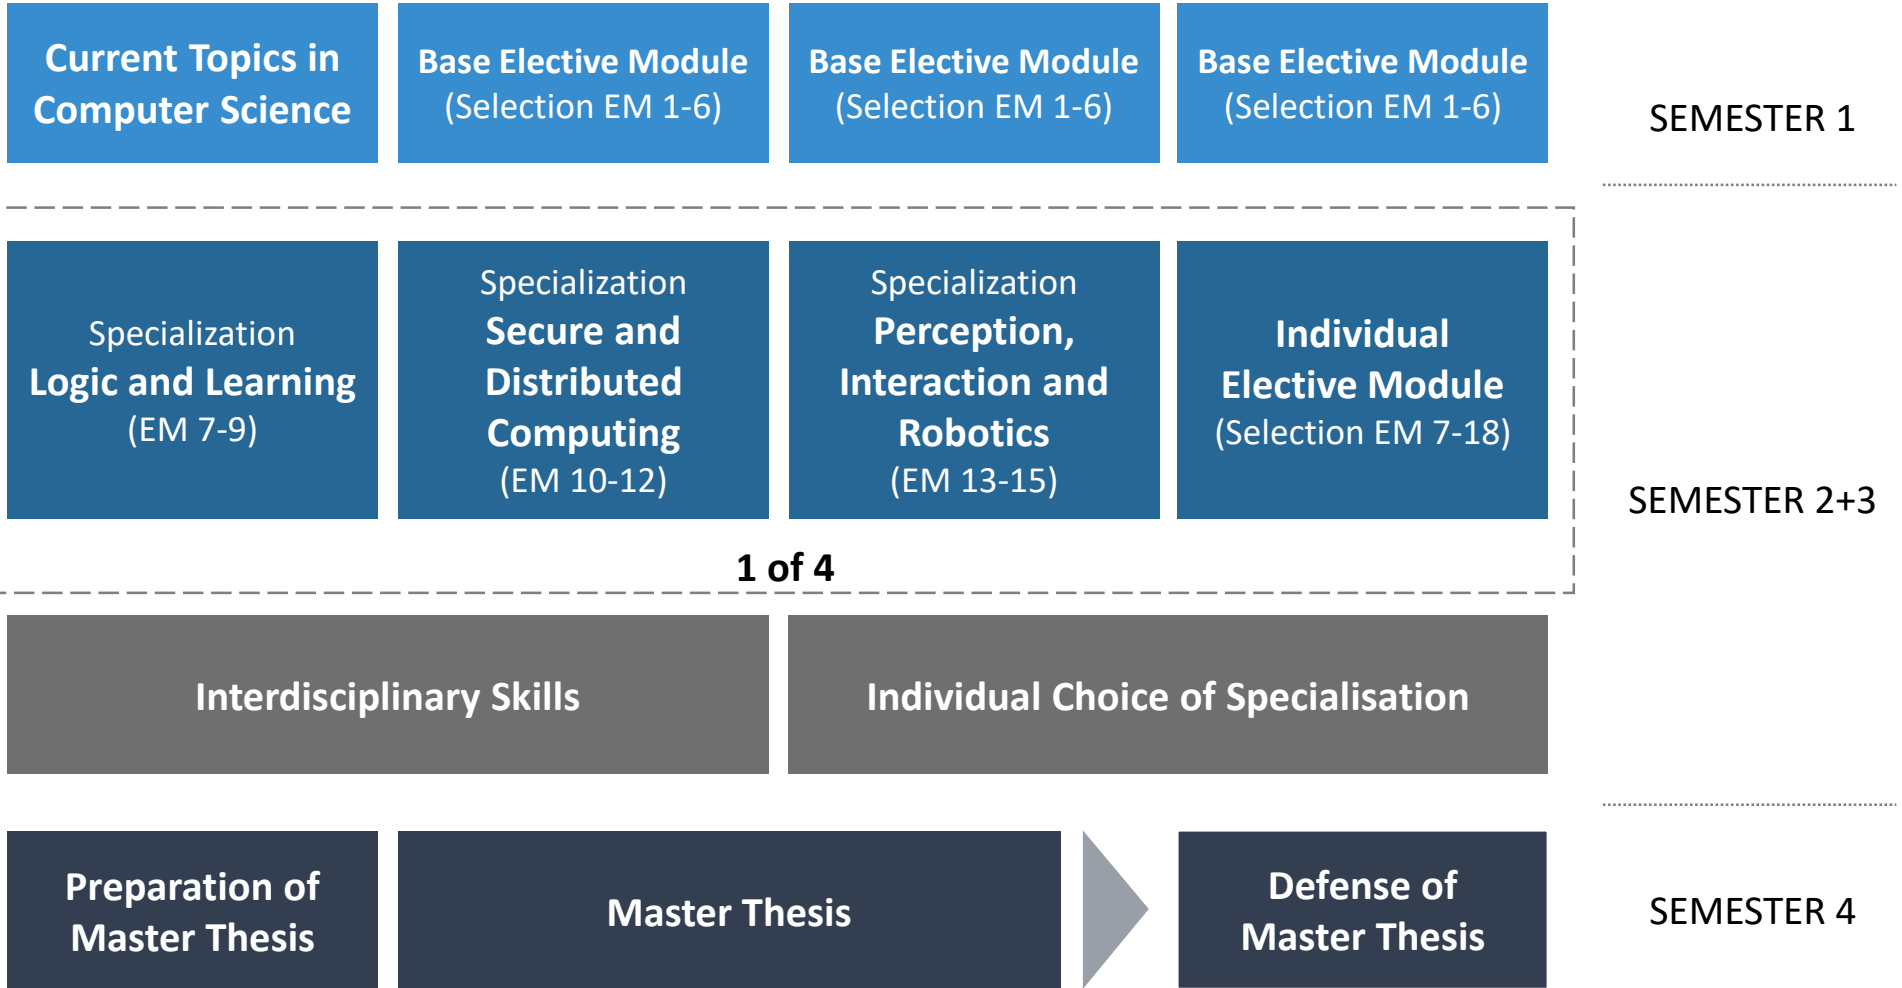 Current Topics in
Computer Science
Base Elective Module
(Selection EM 1-6)
Base Elective Module
(Selection EM 1-6)
Base Elective Module
(Selection EM 1-6)
SEMESTER 1
Specialization
Logic and Learning
(EM 7-9)
Specialization
Secure and
Distributed
Computing
(EM 10-12)
Specialization
Perception,
Interaction and
Robotics
(EM 13-15)
Individual
Elective Module
(Selection EM 7-18)
SEMESTER 2+3
1 of 4
Interdisciplinary Skills
Individual Choice of Specialisation
Preparation of
Master Thesis
Master Thesis
Defense of
Master Thesis
SEMESTER 4